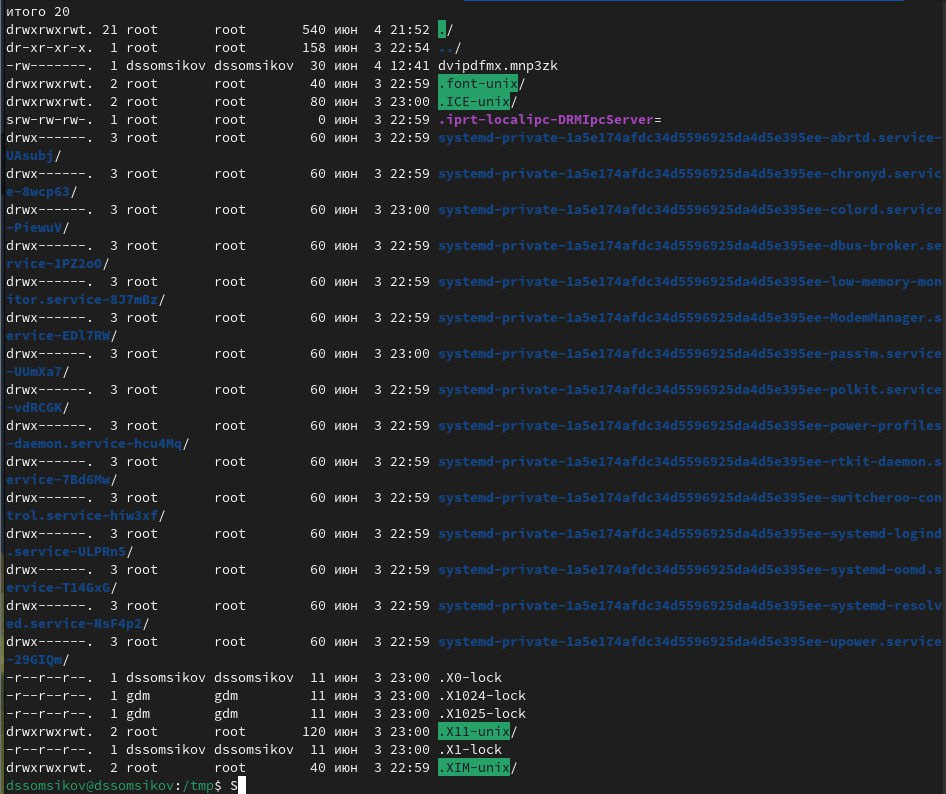 итого 20
drwxrwxrwt. 21 root       root       540 июн  4 21:52 ./
dr-xr-xr-x.  1 root       root       158 июн  3 22:54 ../
-rw-------.  1 dssomsikov dssomsikov  30 июн  4 12:41 dvipdfmx.mnp3zk
drwxrwxrwt.  2 root       root        40 июн  3 22:59 .font-unix/
drwxrwxrwt.  2 root       root        80 июн  3 23:00 .ICE-unix/
srw-rw-rw-.  1 root       root         0 июн  3 22:59 .iprt-localipc-DRMIpcServer=
drwx------.  3 root       root        60 июн  3 22:59 systemd-private-1a5e174afdc34d5596925da4d5e395ee-abrtd.service-
UAsubj/
drwx------.  3 root       root        60 июн  3 22:59 systemd-private-1a5e174afdc34d5596925da4d5e395ee-chronyd.servic
e-8wcp63/
drwx------.  3 root       root        60 июн  3 23:00 systemd-private-1a5e174afdc34d5596925da4d5e395ee-colord.service
-PiewuV/
drwx------.  3 root       root        60 июн  3 22:59 systemd-private-1a5e174afdc34d5596925da4d5e395ee-dbus-broker.se
rvice-1PZ2oO/
drwx------.  3 root       root        60 июн  3 22:59 systemd-private-1a5e174afdc34d5596925da4d5e395ee-low-memory-mon
itor.service-8J7mBz/
drwx------.  3 root       root        60 июн  3 22:59 systemd-private-1a5e174afdc34d5596925da4d5e395ee-ModemManager.s
ervice-EDl7RW/
drwx------.  3 root       root        60 июн  3 23:00 systemd-private-1a5e174afdc34d5596925da4d5e395ee-passim.service
-UUmXa7/
drwx------.  3 root       root        60 июн  3 22:59 systemd-private-1a5e174afdc34d5596925da4d5e395ee-polkit.service
-vdRCGK/
drwx------.  3 root       root        60 июн  3 22:59 systemd-private-1a5e174afdc34d5596925da4d5e395ee-power-profiles
-daemon.service-hcu4Mq/
drwx------.  3 root       root        60 июн  3 22:59 systemd-private-1a5e174afdc34d5596925da4d5e395ee-rtkit-daemon.s
ervice-7Bd6Mw/
drwx------.  3 root       root        60 июн  3 22:59 systemd-private-1a5e174afdc34d5596925da4d5e395ee-switcheroo-con
trol.service-hiw3xf/
drwx------.  3 root       root        60 июн  3 22:59 systemd-private-1a5e174afdc34d5596925da4d5e395ee-systemd-logind
.service-ULPRn5/
drwx------.  3 root       root        60 июн  3 22:59 systemd-private-1a5e174afdc34d5596925da4d5e395ee-systemd-oomd.s
ervice-T14GxG/
drwx------.  3 root       root        60 июн  3 22:59 systemd-private-1a5e174afdc34d5596925da4d5e395ee-systemd-resolv
ed.service-NsF4p2/
drwx------.  3 root       root        60 июн  3 22:59 systemd-private-1a5e174afdc34d5596925da4d5e395ee-upower.service
-29GIQm/
-r--r--r--.  1 dssomsikov dssomsikov  11 июн  3 23:00 .X0-lock
-r--r--r--.  1 gdm        gdm         11 июн  3 23:00 .X1024-lock
-r--r--r--.  1 gdm        gdm         11 июн  3 23:00 .X1025-lock
drwxrwxrwt.  2 root       root       120 июн  3 23:00 .X11-unix/
-r--r--r--.  1 dssomsikov dssomsikov  11 июн  3 23:00 .X1-lock
drwxrwxrwt.  2 root       root        40 июн  3 22:59 .XIM-unix/
dssomsikov@dssomsikov:/tmp$ S